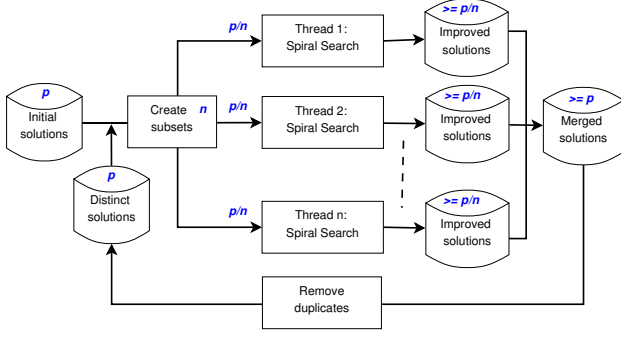 p
Initial
solutions
Create n
subsets
p/n
Thread 1:
Spiral Search
>= p/n
Improved
solutions
p/n
Thread 2:
Spiral Search
>= p/n
Improved
solutions
p/n
Thread n:
Spiral Search
>= p/n
Improved
solutions
>= p
Merged
solutions
p
Distinct
solutions
Remove
duplicates